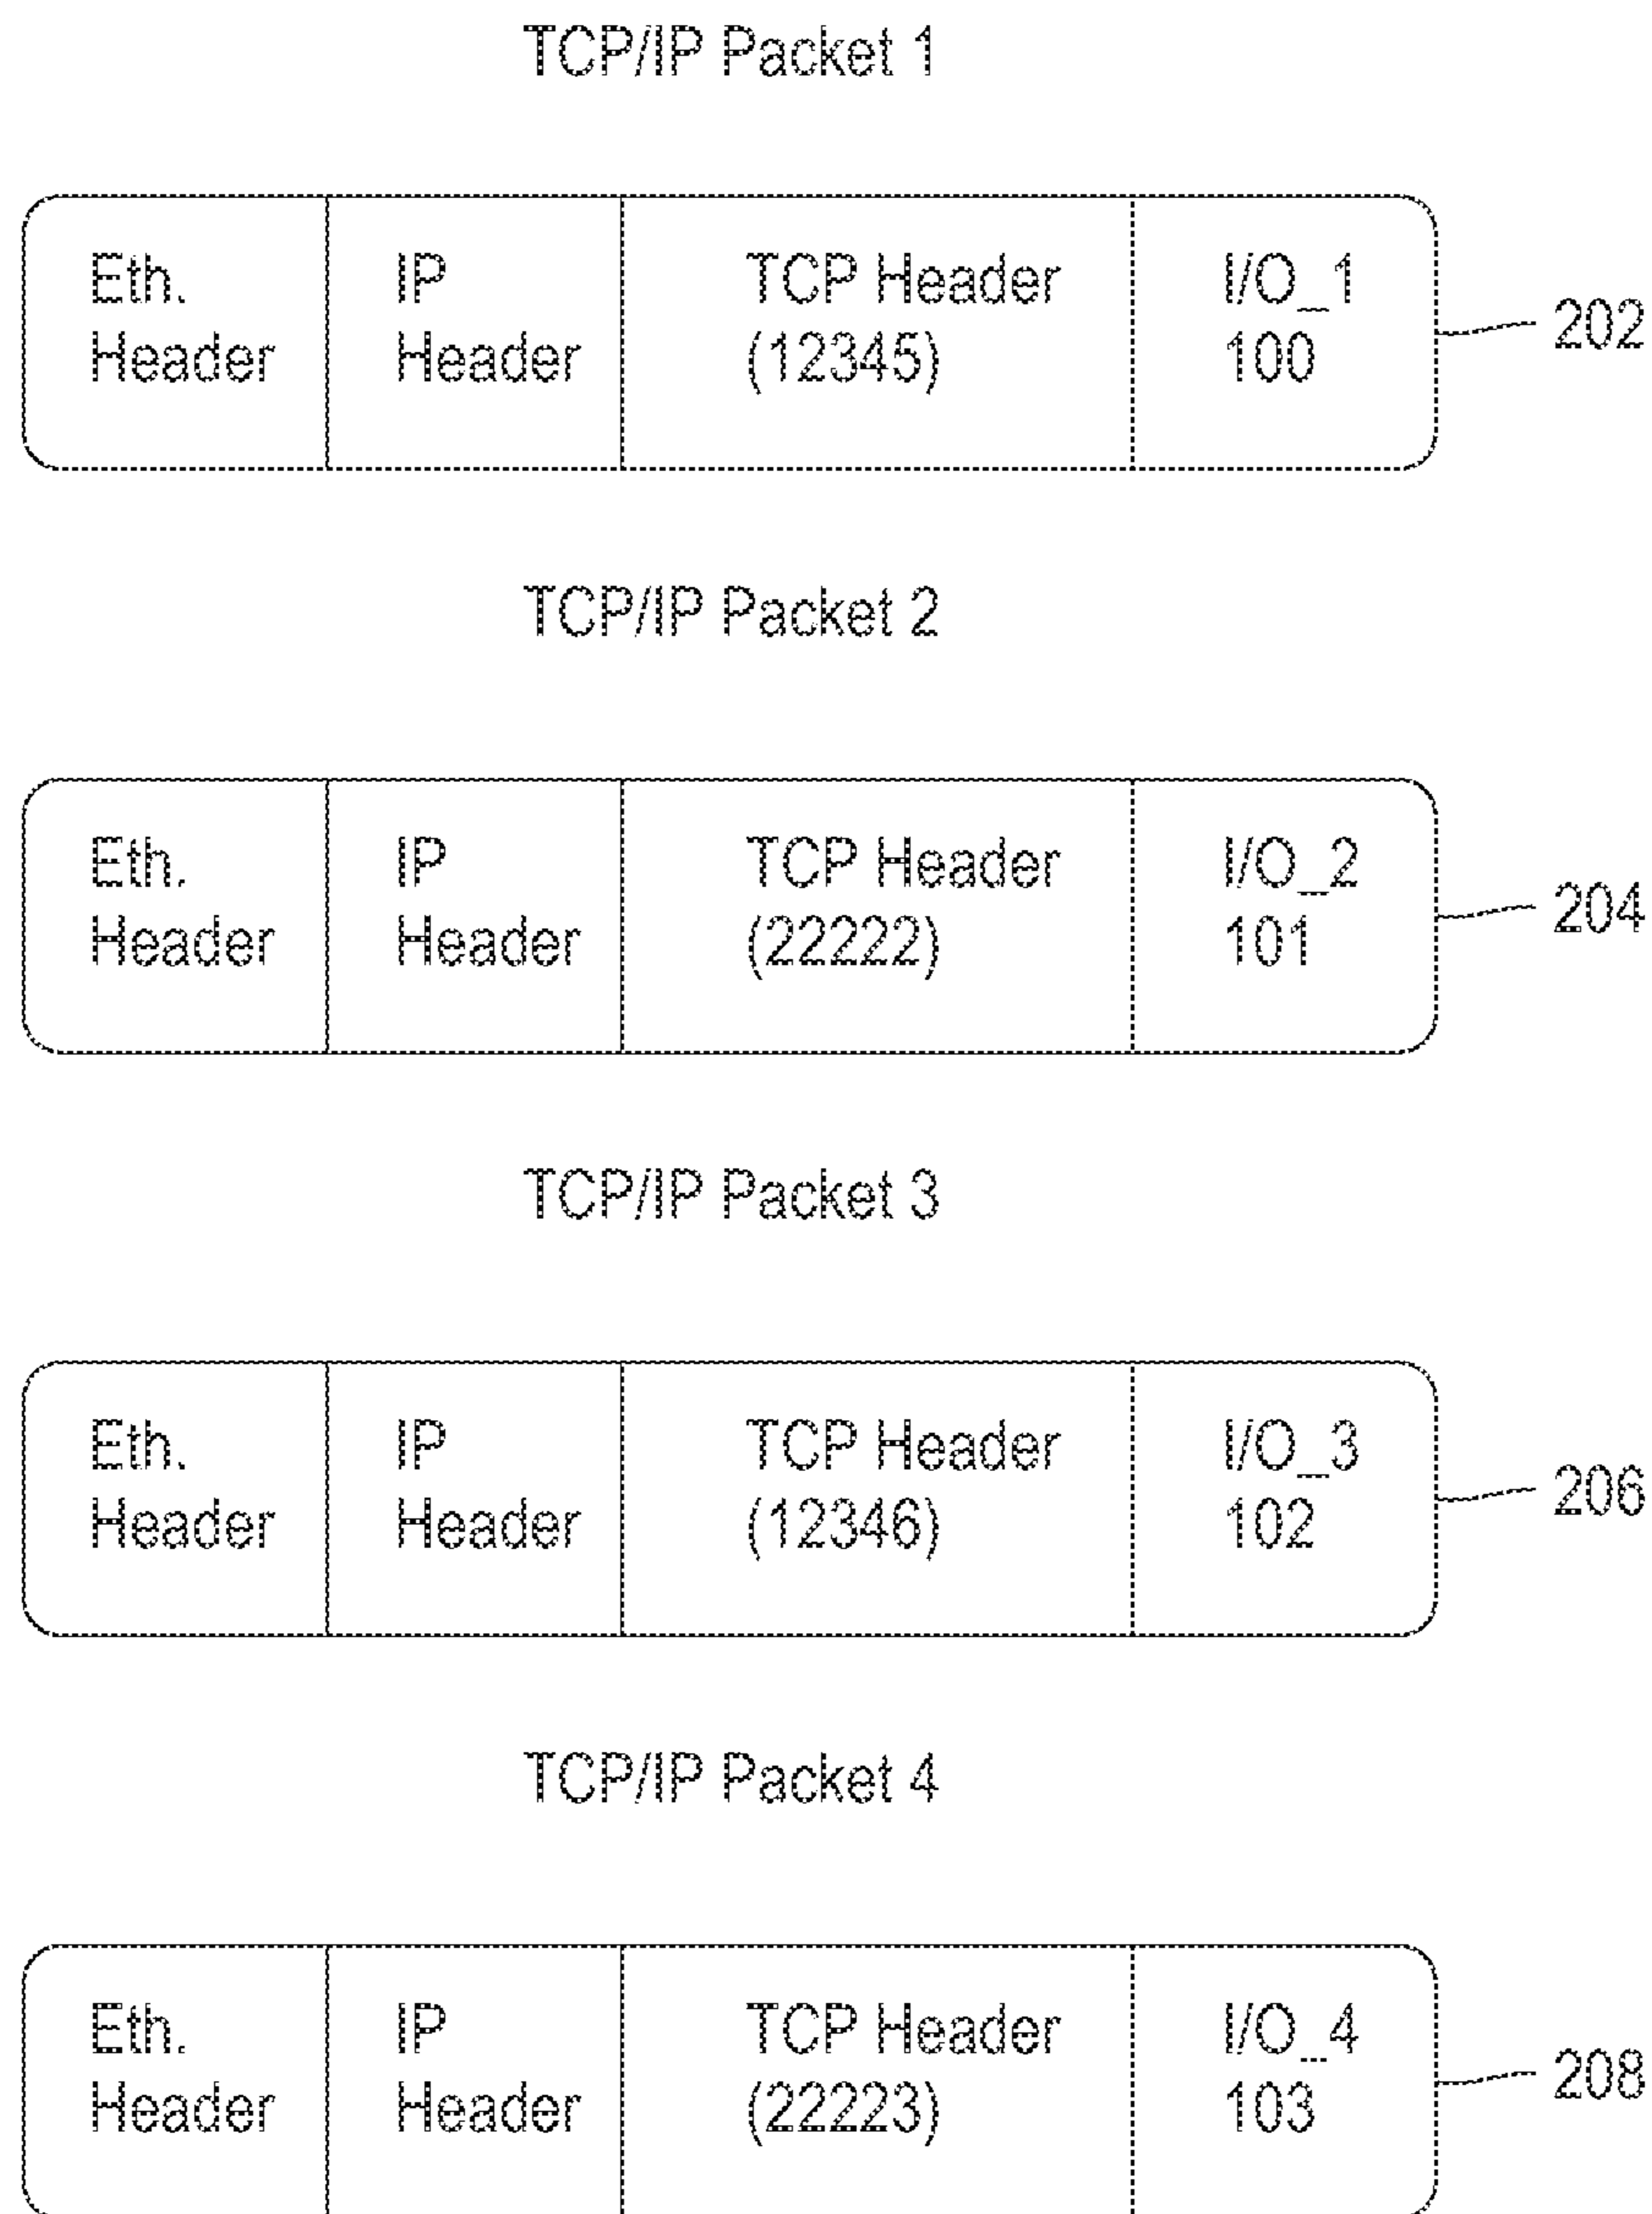 TCP/IP Packet 1
Eth. Header
IP Header
TCP Header (12345)
I/O_1 100
202
TCP/IP Packet 2
Eth. Header
IP Header
TCP Header (22222)
I/O_2 101
204
TCP/IP Packet 3
Eth. Header
IP Header
TCP Header (12346)
I/O_3 102
206
TCP/IP Packet 4
Eth. Header
IP Header
TCP Header (22223)
I/O_4 103
208